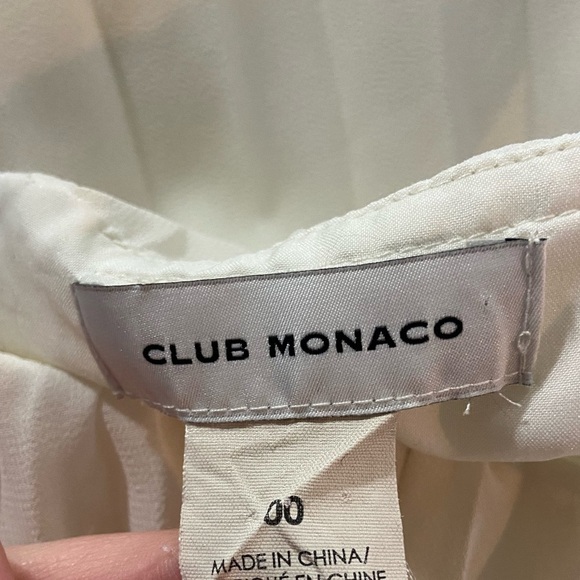 CLUB MONACO
00
MADE IN CHINA/
EN CHINE